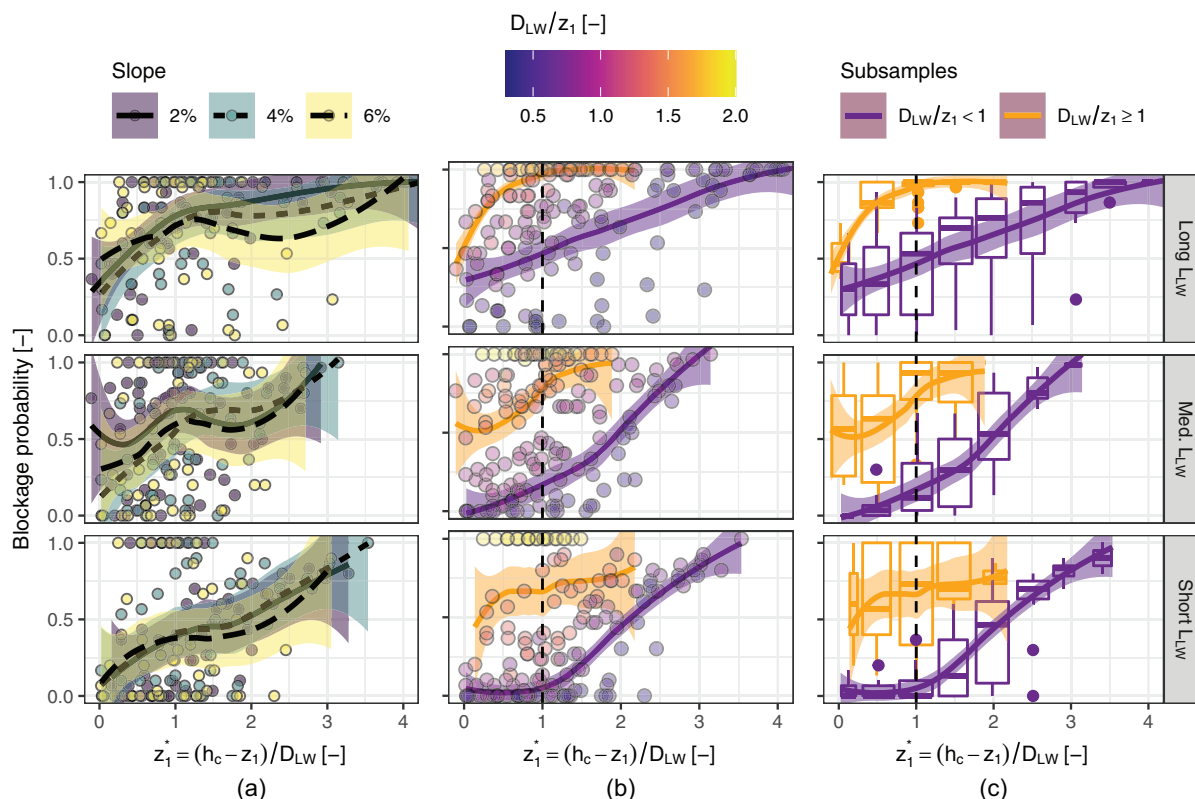 D_LW/z_1 [−]
Slope
Subsamples
2% 4% 6%
0.5 1.0 1.5 2.0
D_LW/z_1 < 1 D_LW/z_1 ≥ 1
Blockage probability [−]
1.0
0.5
0.0
Long L_LW
1.0
0.5
0.0
Med. L_LW
1.0
0.5
0.0
Short L_LW
0 1 2 3 4
0 1 2 3 4
0 1 2 3 4
z_1^* = (h_c − z_1)/D_LW [−]
z_1^* = (h_c − z_1)/D_LW [−]
z_1^* = (h_c − z_1)/D_LW [−]
(a)
(b)
(c)